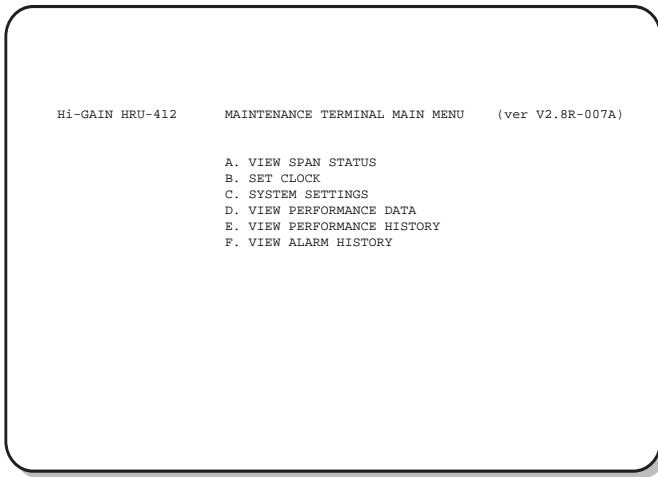 Hi-GAIN HRU-412 MAINTENANCE TERMINAL MAIN MENU (ver V2.8R-007A)
A. VIEW SPAN STATUS
B. SET CLOCK
C. SYSTEM SETTINGS
D. VIEW PERFORMANCE DATA
E. VIEW PERFORMANCE HISTORY
F. VIEW ALARM HISTORY